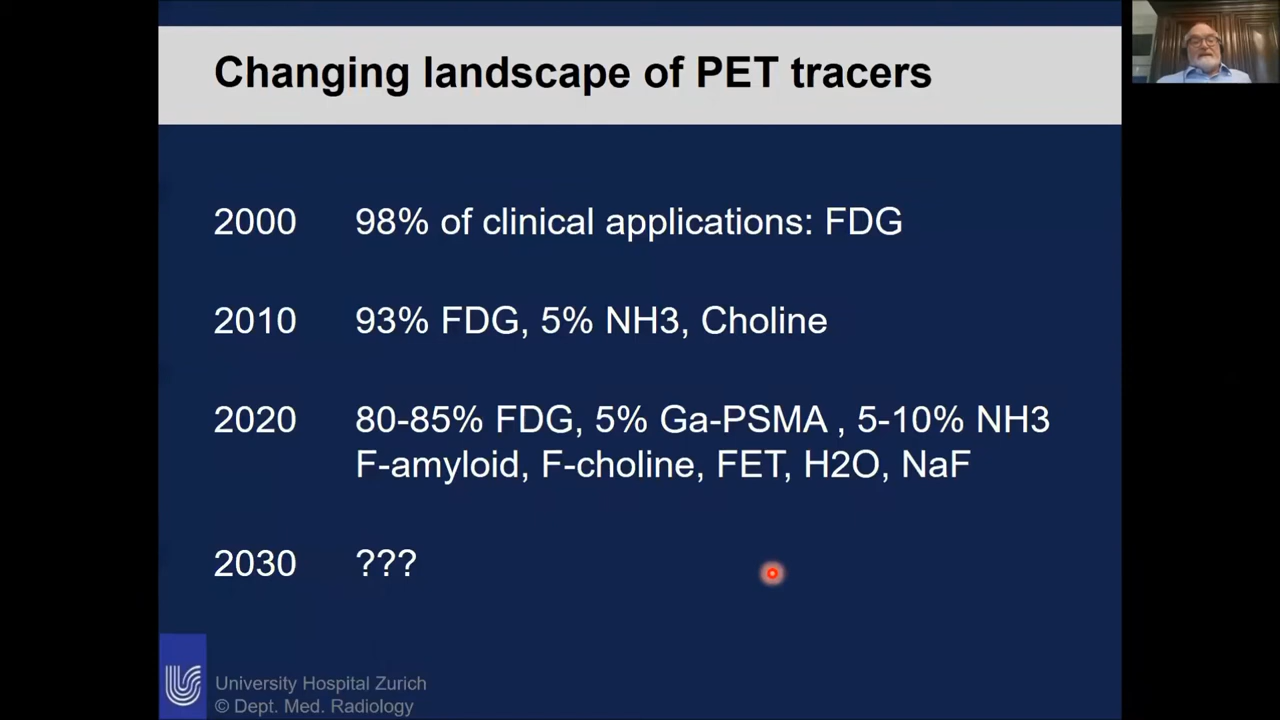 Changing landscape of PET tracers
2000 98% of clinical applications: FDG
2010 93% FDG, 5% NH3, Choline
2020 80-85% FDG, 5% Ga-PSMA , 5-10% NH3
F-amyloid, F-choline, FET, H2O, NaF
2030 ???
University Hospital Zurich
© Dept. Med. Radiology